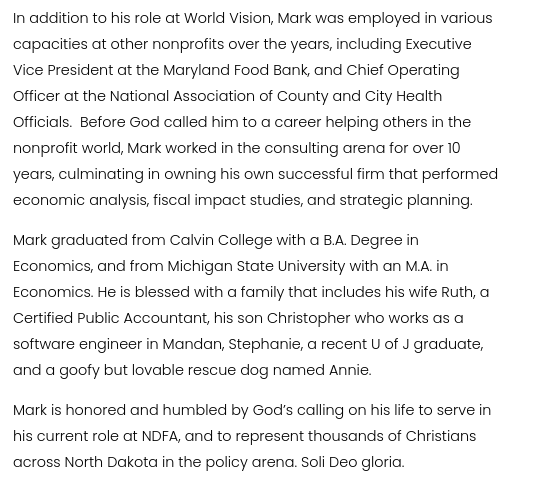 In addition to his role at World Vision, Mark was employed in various
capacities at other nonprofits over the years, including Executive
Vice President at the Maryland Food Bank, and Chief Operating
Officer at the National Association of County and City Health
Officials.  Before God called him to a career helping others in the
nonprofit world, Mark worked in the consulting arena for over 10
years, culminating in owning his own successful firm that performed
economic analysis, fiscal impact studies, and strategic planning.
Mark graduated from Calvin College with a B.A. Degree in
Economics, and from Michigan State University with an M.A. in
Economics. He is blessed with a family that includes his wife Ruth, a
Certified Public Accountant, his son Christopher who works as a
software engineer in Mandan, Stephanie, a recent U of J graduate,
and a goofy but lovable rescue dog named Annie.
Mark is honored and humbled by God's calling on his life to serve in
his current role at NDFA, and to represent thousands of Christians
across North Dakota in the policy arena. Soli Deo gloria.